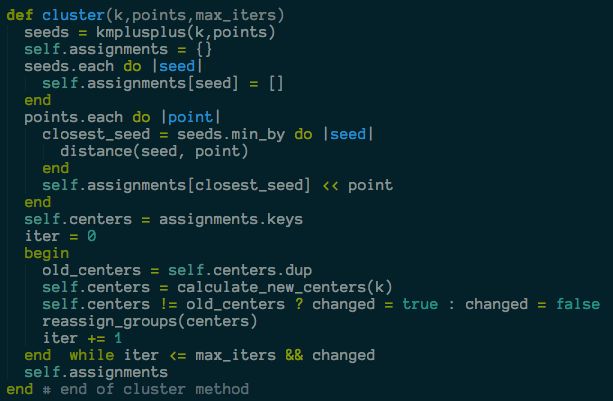 def cluster(k,points,max_iters)
  seeds = kmplusplus(k,points)
  self.assignments = {}
  seeds.each do |seed|
    self.assignments[seed] = []
  end
  points.each do |point|
    closest_seed = seeds.min_by do |seed|
      distance(seed, point)
    end
    self.assignments[closest_seed] << point
  end
  self.centers = assignments.keys
  iter = 0
  begin
    old_centers = self.centers.dup
    self.centers = calculate_new_centers(k)
    self.centers != old_centers ? changed = true : changed = false
    reassign_groups(centers)
    iter += 1
  end  while iter <= max_iters && changed
  self.assignments
end # end of cluster method